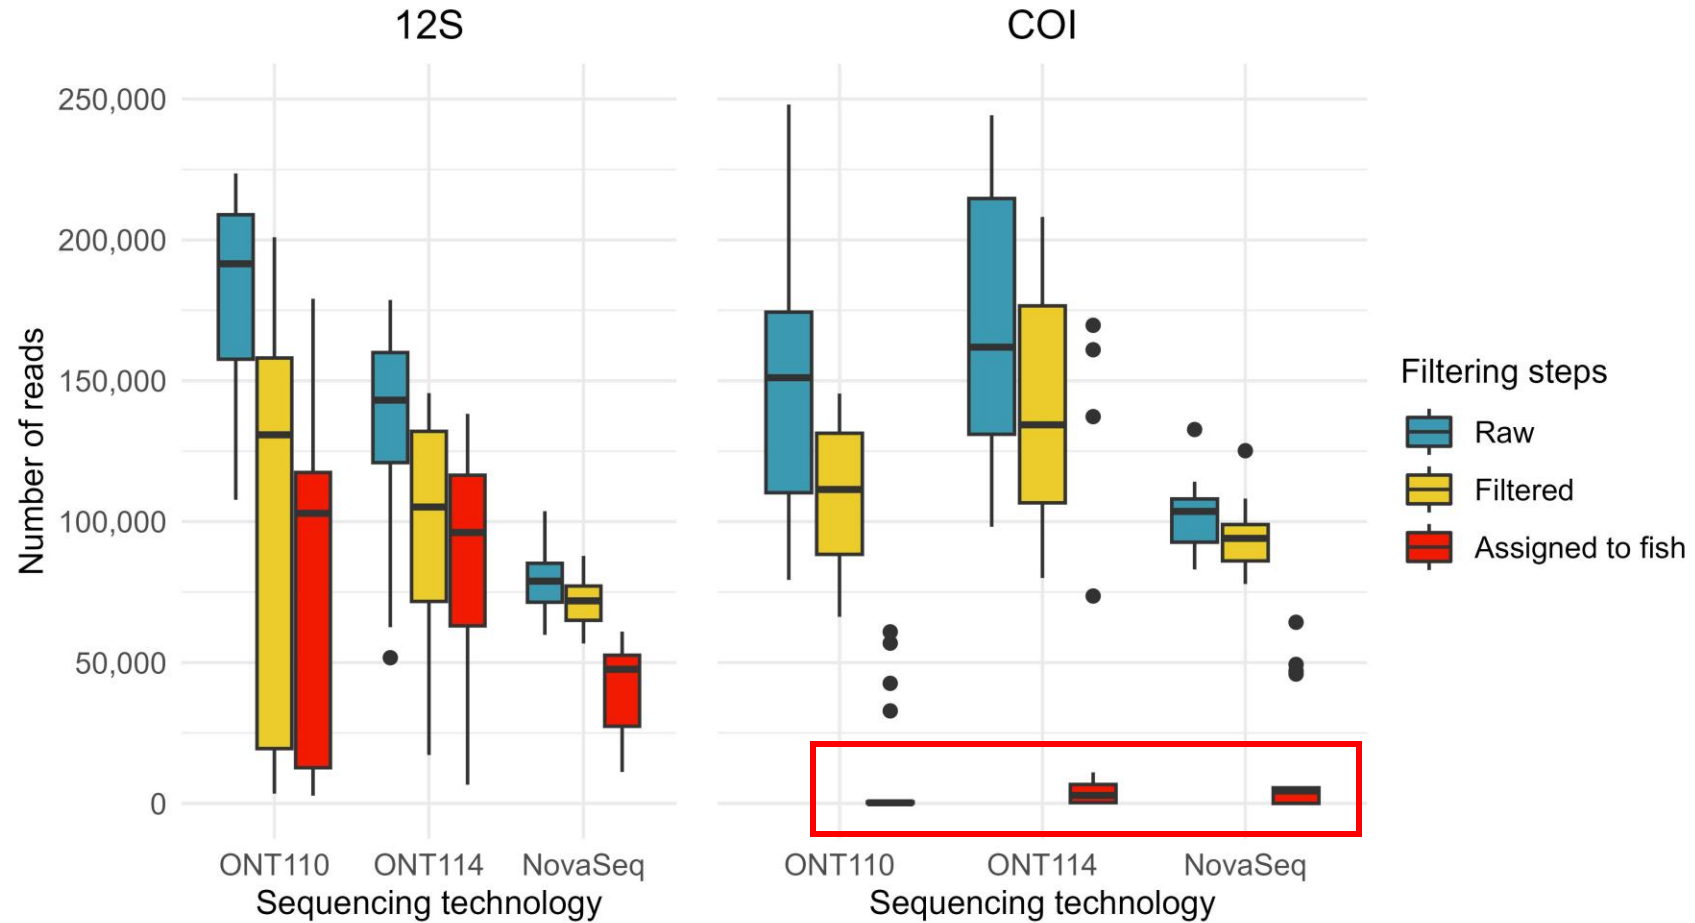 12S
COI
250,000
200,000
150,000
100,000
50,000
0
Number of reads
ONT110 ONT114 NovaSeq
Sequencing technology
ONT110 ONT114 NovaSeq
Sequencing technology
Filtering steps
Raw
Filtered
Assigned to fish